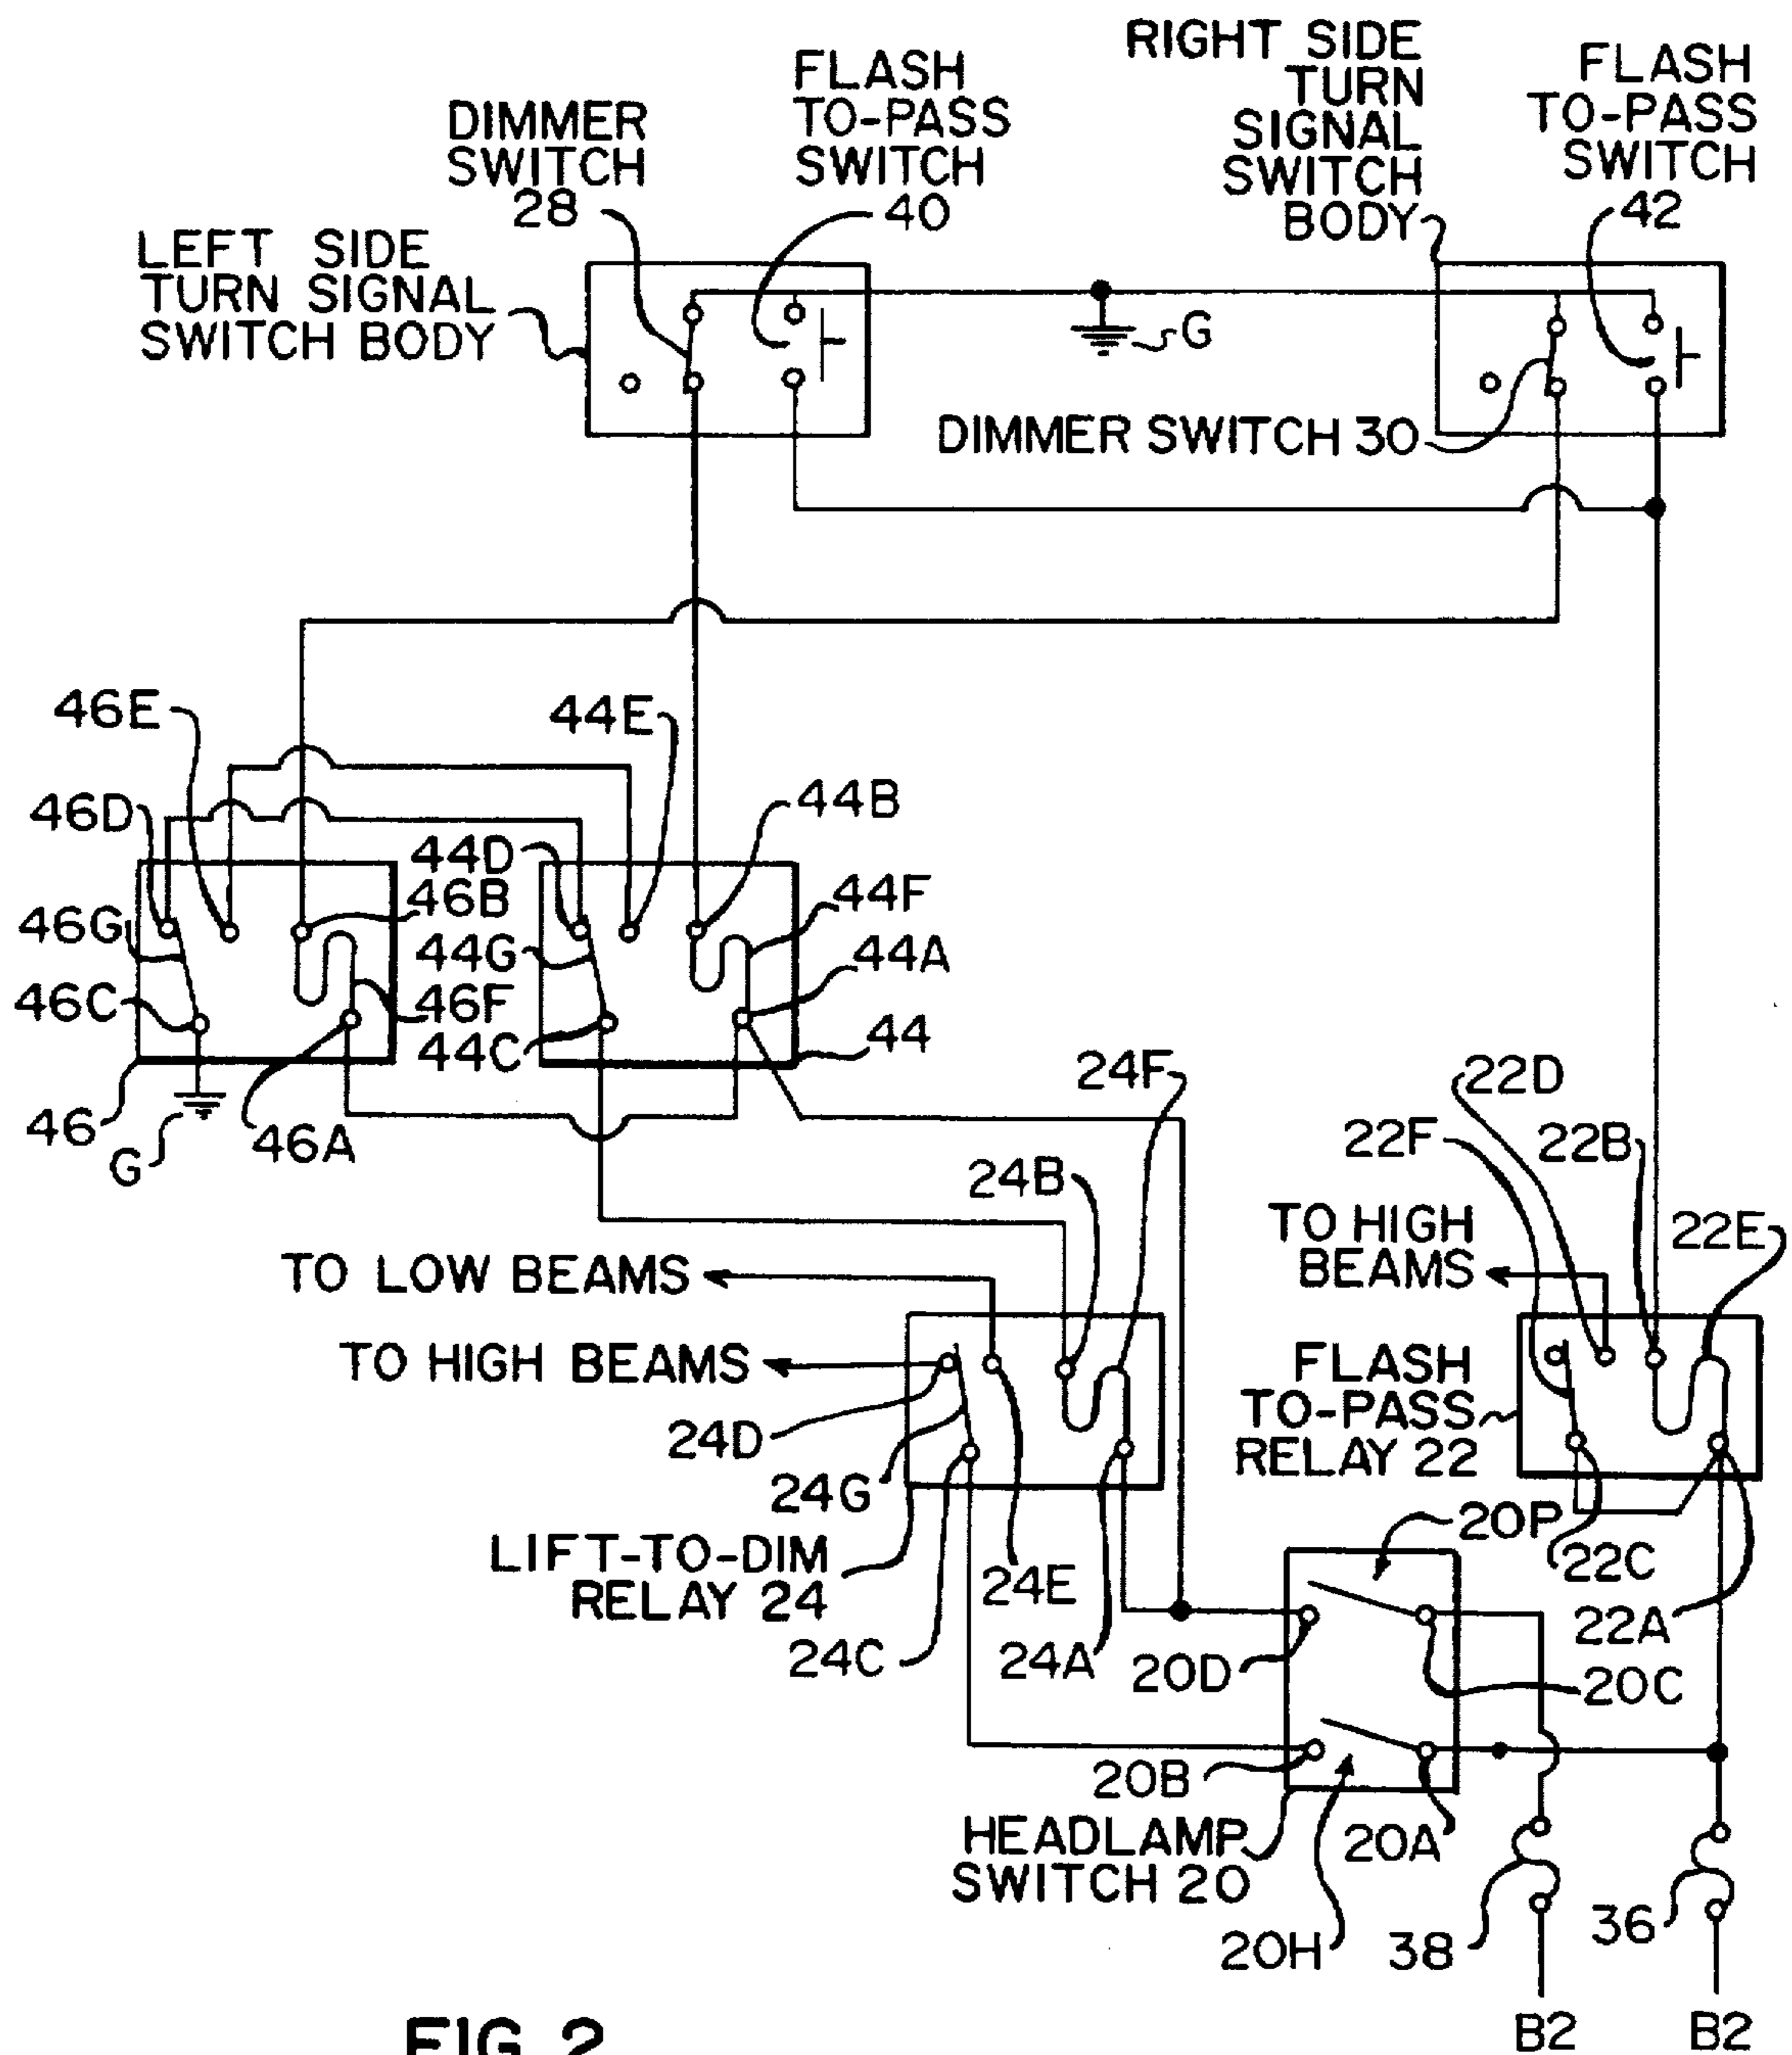 RIGHT SIDE
TURN
SIGNAL
SWITCH
BODY
FLASH
TO-PASS
SWITCH
42
FLASH
TO-PASS
SWITCH
40
DIMMER
SWITCH
28
LEFT SIDE
TURN SIGNAL
SWITCH BODY
G
DIMMER SWITCH 30
46E
44E
46D
44B
44D
46B
44F
46G
44G
44A
46C
46F
44C
44
46
G
46A
24F
22D
22F
22B
24B
TO HIGH
BEAMS
22E
TO LOW BEAMS
TO HIGH BEAMS
FLASH
TO-PASS
RELAY 22
24D
24G
20P
LIFT-TO-DIM
RELAY 24
24E
22C
24C
24A
20D
22A
20C
20B
HEADLAMP
SWITCH 20
20A
20H
38
36
B2
B2
FIG. 2